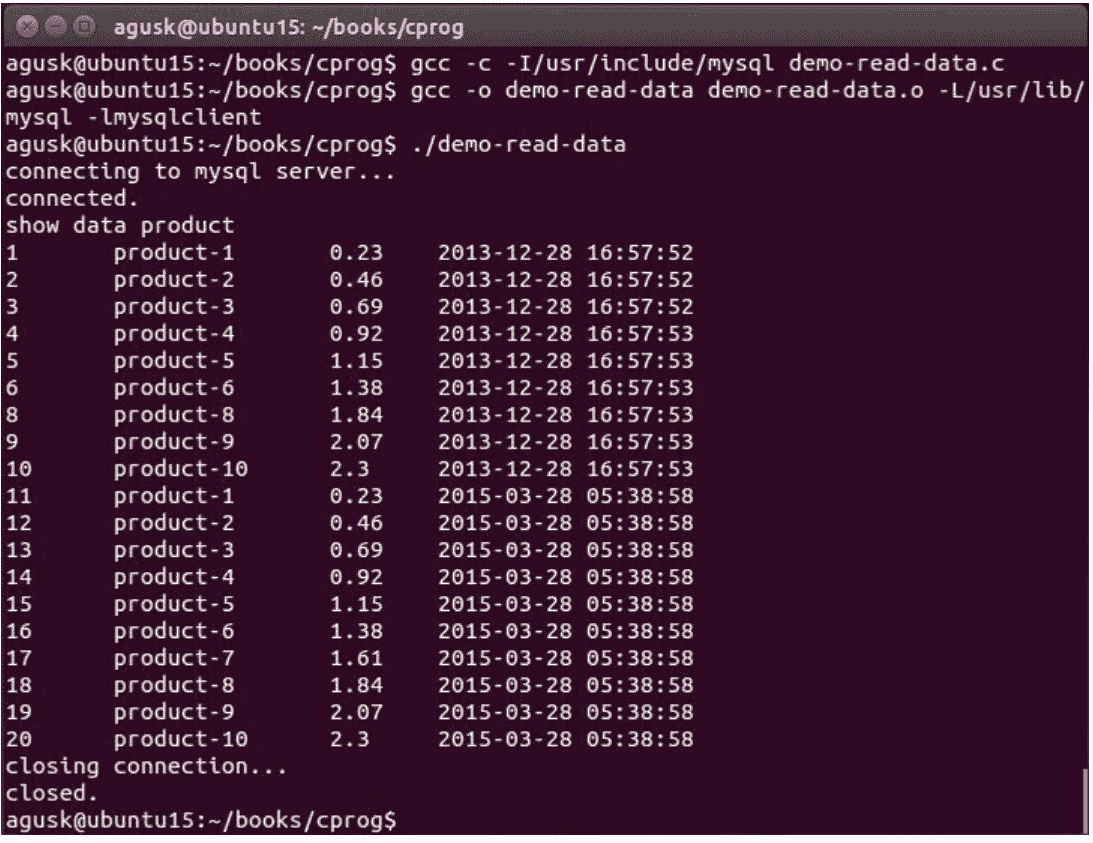 agusk@ubuntu15: ~/books/cprog
agusk@ubuntu15:~/books/cprog$ gcc -c -I/usr/include/mysql demo-read-data.c
agusk@ubuntu15:~/books/cprog$ gcc -o demo-read-data demo-read-data.o -L/usr/lib/
mysql -lmysqlclient
agusk@ubuntu15:~/books/cprog$ ./demo-read-data
connecting to mysql server...
connected.
show data product
1       product-1       0.23    2013-12-28 16:57:52
2       product-2       0.46    2013-12-28 16:57:52
3       product-3       0.69    2013-12-28 16:57:52
4       product-4       0.92    2013-12-28 16:57:53
5       product-5       1.15    2013-12-28 16:57:53
6       product-6       1.38    2013-12-28 16:57:53
8       product-8       1.84    2013-12-28 16:57:53
9       product-9       2.07    2013-12-28 16:57:53
10      product-10      2.3     2013-12-28 16:57:53
11      product-1       0.23    2015-03-28 05:38:58
12      product-2       0.46    2015-03-28 05:38:58
13      product-3       0.69    2015-03-28 05:38:58
14      product-4       0.92    2015-03-28 05:38:58
15      product-5       1.15    2015-03-28 05:38:58
16      product-6       1.38    2015-03-28 05:38:58
17      product-7       1.61    2015-03-28 05:38:58
18      product-8       1.84    2015-03-28 05:38:58
19      product-9       2.07    2015-03-28 05:38:58
20      product-10      2.3     2015-03-28 05:38:58
closing connection...
closed.
agusk@ubuntu15:~/books/cprog$